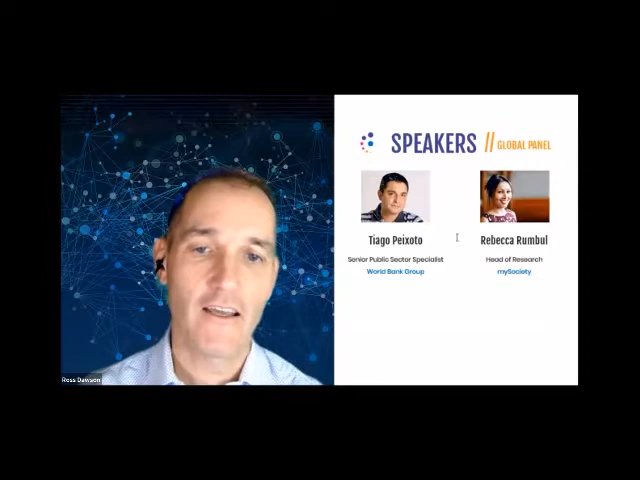 SPEAKERS // GLOBAL PANEL
Tiago Peixoto
Senior Public Sector Specialist
World Bank Group
Rebecca Rumbul
Head of Research
mySociety
Ross Dawson